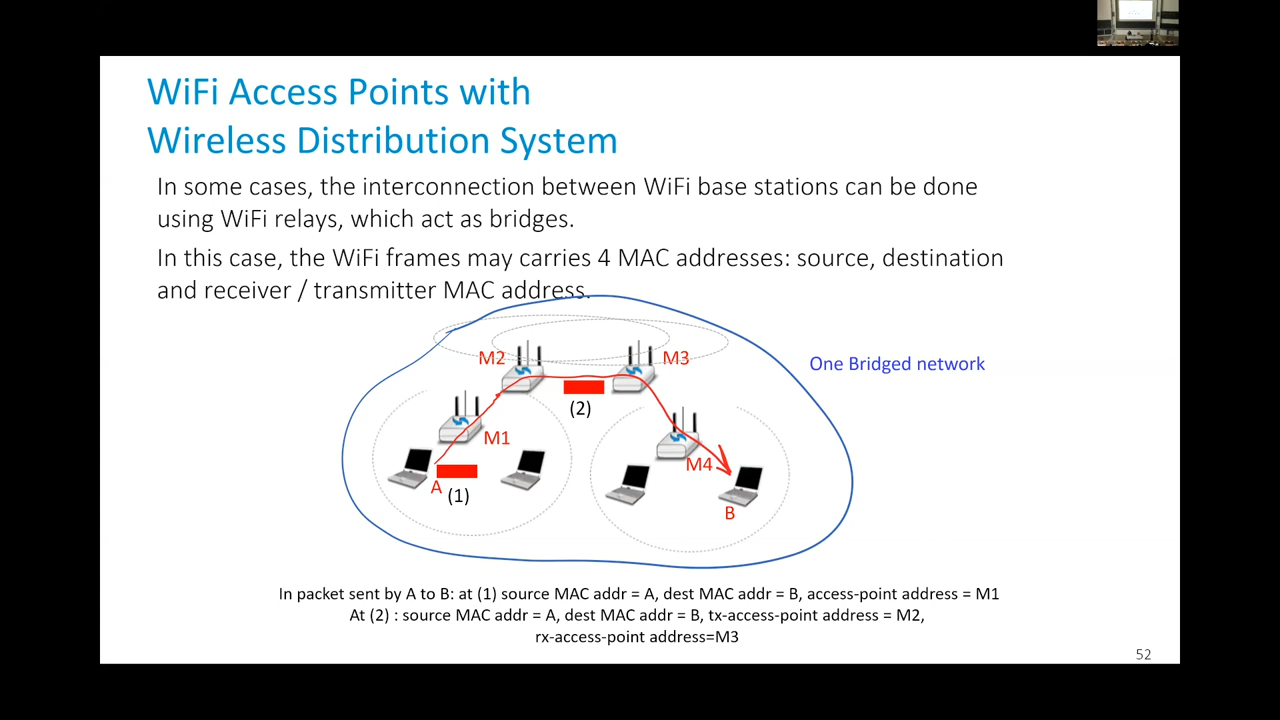 WiFi Access Points with
Wireless Distribution System
In some cases, the interconnection between WiFi base stations can be done
using WiFi relays, which act as bridges.
In this case, the WiFi frames may carries 4 MAC addresses: source, destination
and receiver / transmitter MAC address.
M2
M3
One Bridged network
(2)
M1
M4
A
(1)
B
In packet sent by A to B: at (1) source MAC addr = A, dest MAC addr = B, access-point address = M1
At (2) : source MAC addr = A, dest MAC addr = B, tx-access-point address = M2,
rx-access-point address=M3
52